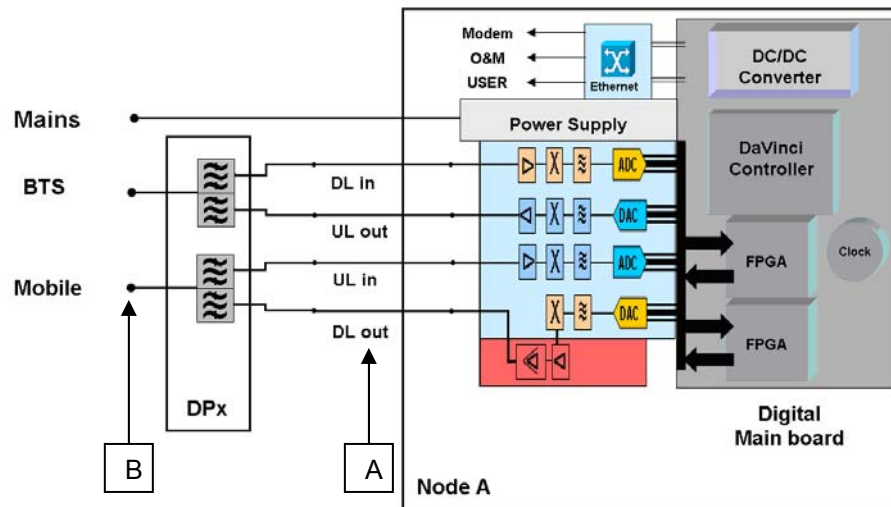 Modem
O&M
USER
Ethernet
DC/DC
Converter
Mains
Power Supply
DaVinci
Controller
BTS
DL in
ADC
UL out
DAC
FPGA
Clock
Mobile
UL in
ADC
DL out
DAC
FPGA
DPx
Digital
Main board
B
A
Node A